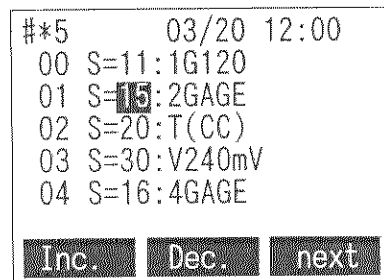 #*5 03/20 12:00
00 S=11:1G120
01 S=15:2GAGE
02 S=20:T(CC)
03 S=30:V240mV
04 S=16:4GAGE
Inc. Dec. next